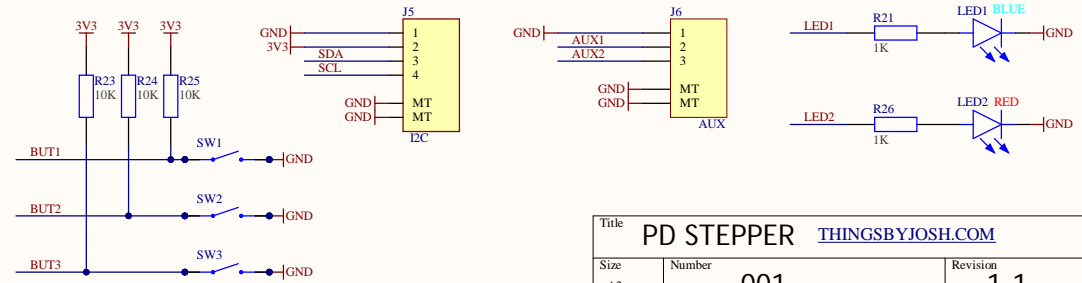 3V3 3V3 3V3
R23 R24 R25
10K 10K 10K
BUT1 SW1 GND
BUT2 SW2 GND
BUT3 SW3 GND
J5
GND 1
3V3 2
SDA 3
SCL 4
GND MT
GND MT
I2C
J6
GND 1
AUX1 2
AUX2 3
GND MT
GND MT
AUX
LED1 R21 LED1 BLUE GND
1K
LED2 R26 LED2 RED GND
1K
Title PD STEPPER THINGSBYJOSH.COM
Size Number Revision
001 1.1